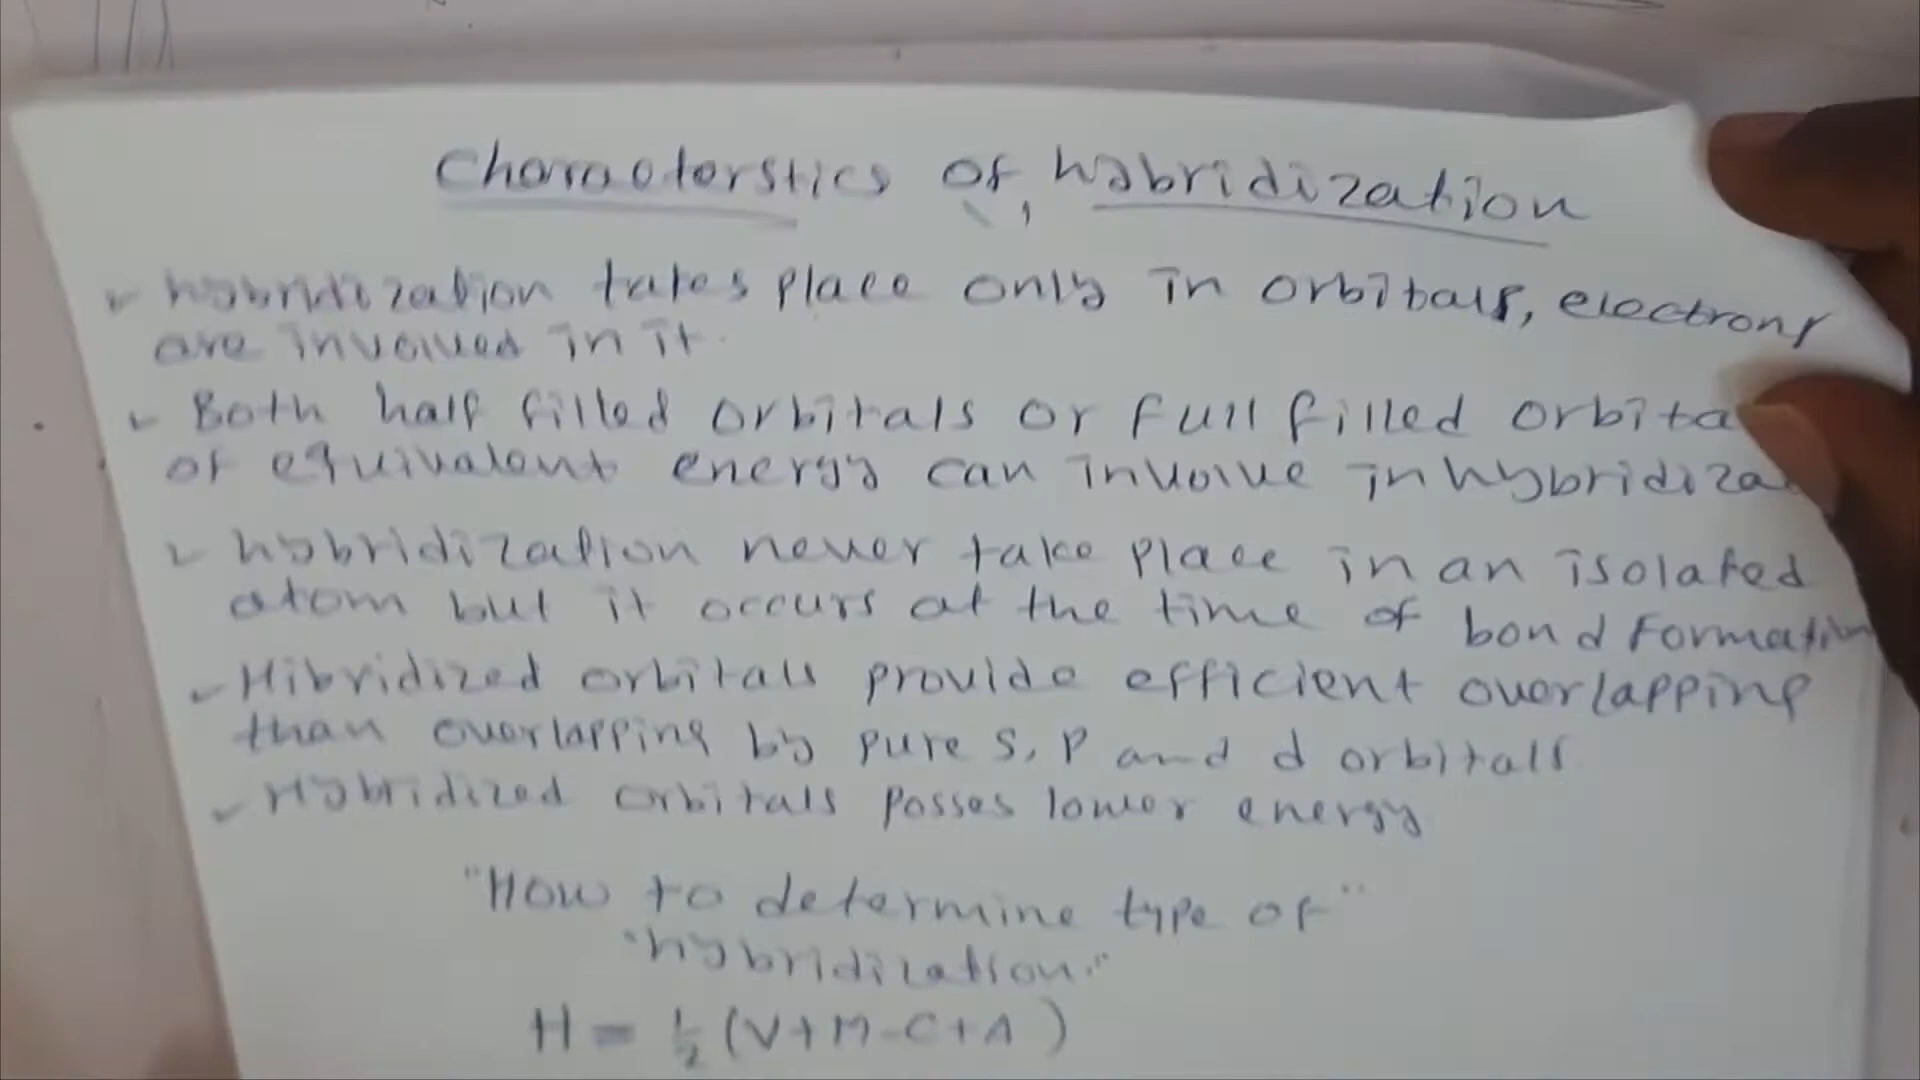 Characterstics of hybridization
hybridization takes place only in orbitals, electrons
are involved in it.
Both half filled orbitals or full filled orbita
of equivalent energy can involve in hybridiza
hybridization never take place in an isolated
atom but it occurs at the time of bond formation
Hibridized orbitals provide efficient overlapping
than overlapping by pure s, p and d orbitals
Hybridized orbitals posses lower energy
"How to determine type of"
"hybridization."
H = ½ (V+M-C+A)